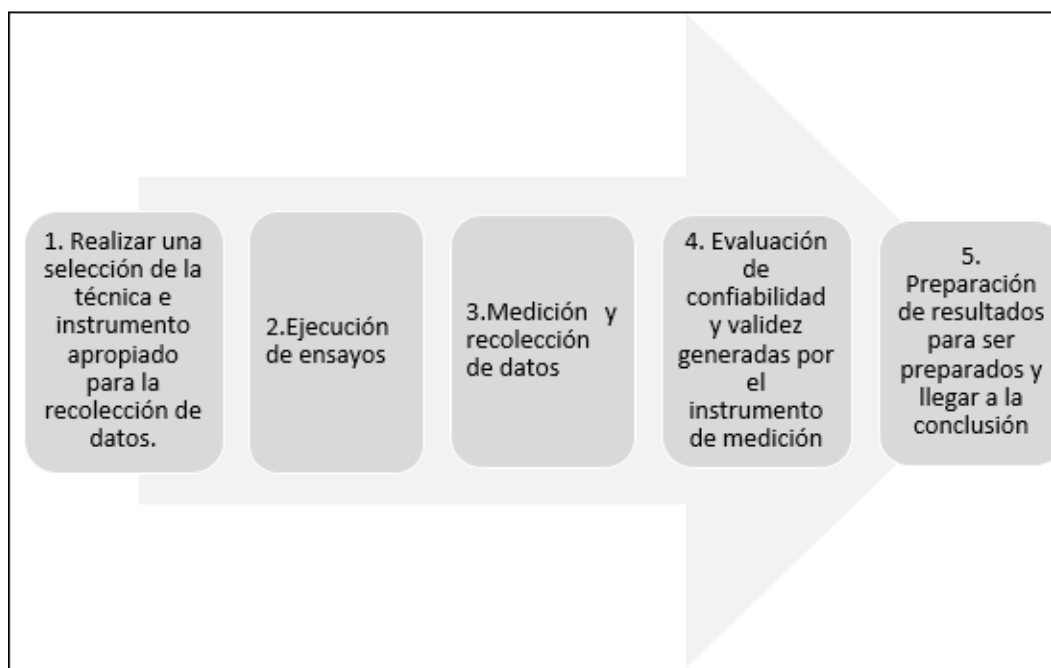 1. Realizar una
selección de la
técnica e
instrumento
apropiado
para la
recolección de
datos.
2.Ejecución
de ensayos
3.Medición y
recolección
de datos
4. Evaluación
de
confiabilidad
y validez
generadas por
el
instrumento
de medición
5.
Preparación
de resultados
para ser
preparados y
llegar a la
conclusión